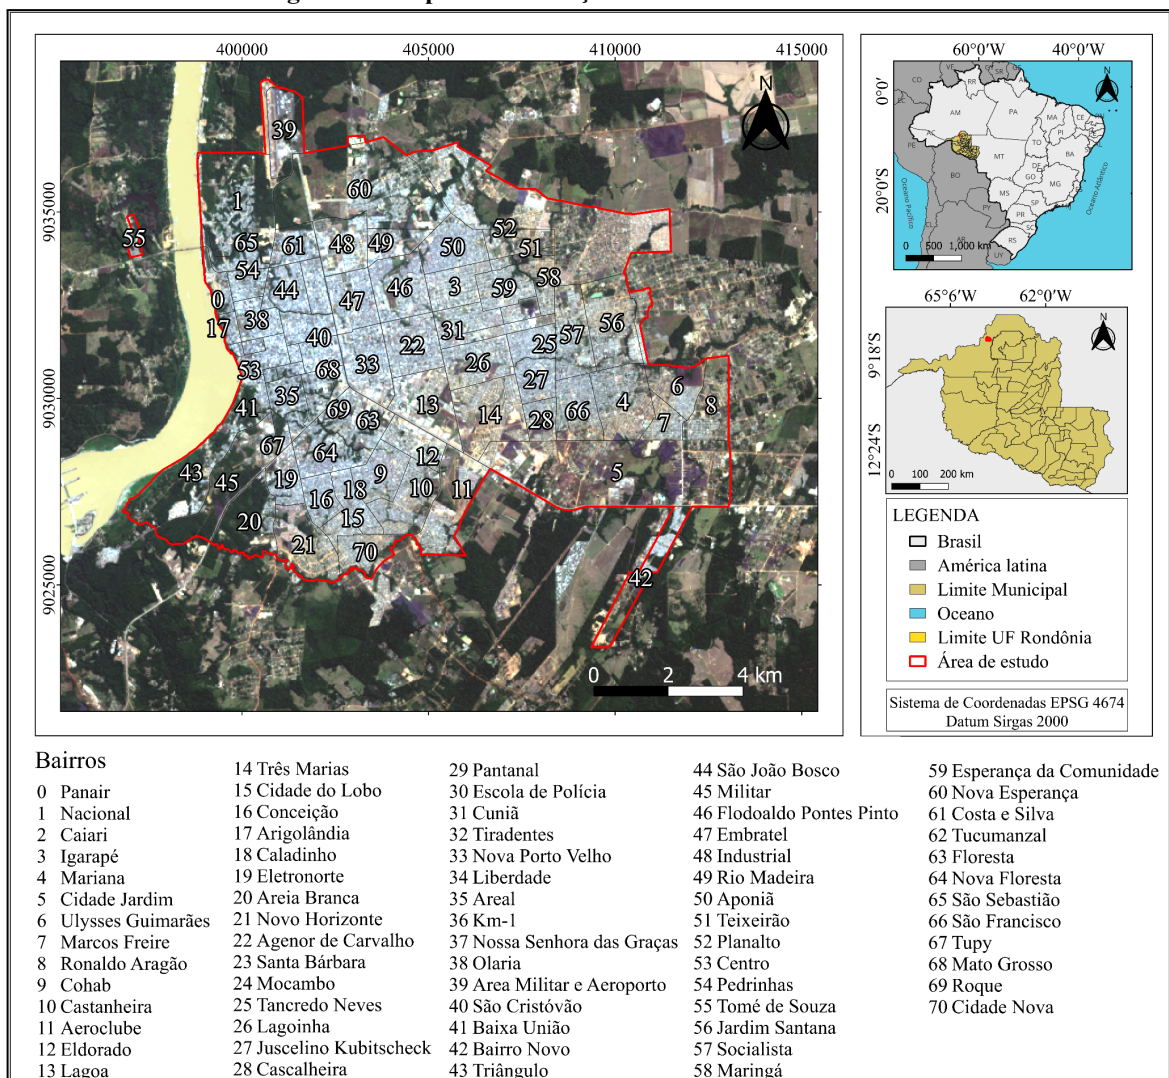 400000 405000 410000 415000
9035000
9030000
9025000
N
39
1
60
55
65
61
48
49
50
52
51
54
44
47
46
3
59
58
0
17
38
40
22
31
25
57
56
53
68
33
26
27
41
35
69
63
13
14
28
66
4
6
7
8
67
64
43
45
19
9
12
5
16
18
10
11
20
15
21
70
42
0 2 4 km
60°0'W 40°0'W
0°0'
20°0'S
N
CO
VE
SR
RR
AM
PA
MA
CE
PI
AC
PE
TO
MT
BA
DF
GO
BO
MG
MS
SP
PY
PR
SC
CL
AR
RS
UY
Oceano Pacífico
Oceano Atlântico
0 500 1,000 km
65°6'W 62°0'W
9°18'S
12°24'S
N
0 100 200 km
LEGENDA
Brasil
América latina
Limite Municipal
Oceano
Limite UF Rondônia
Área de estudo
Sistema de Coordenadas EPSG 4674
Datum Sirgas 2000
Bairros
0 Panair
1 Nacional
2 Caiari
3 Igarapé
4 Mariana
5 Cidade Jardim
6 Ulysses Guimarães
7 Marcos Freire
8 Ronaldo Aragão
9 Cohab
10 Castanheira
11 Aeroclube
12 Eldorado
13 Lagoa
14 Três Marias
15 Cidade do Lobo
16 Conceição
17 Arigolândia
18 Caladinho
19 Eletronorte
20 Areia Branca
21 Novo Horizonte
22 Agenor de Carvalho
23 Santa Bárbara
24 Mocambo
25 Tancredo Neves
26 Lagoinha
27 Juscelino Kubitscheck
28 Cascalheira
29 Pantanal
30 Escola de Polícia
31 Cuniã
32 Tiradentes
33 Nova Porto Velho
34 Liberdade
35 Areal
36 Km-1
37 Nossa Senhora das Graças
38 Olaria
39 Area Militar e Aeroporto
40 São Cristóvão
41 Baixa União
42 Bairro Novo
43 Triângulo
44 São João Bosco
45 Militar
46 Flodoaldo Pontes Pinto
47 Embratel
48 Industrial
49 Rio Madeira
50 Aponiã
51 Teixeirão
52 Planalto
53 Centro
54 Pedrinhas
55 Tomé de Souza
56 Jardim Santana
57 Socialista
58 Maringá
59 Esperança da Comunidade
60 Nova Esperança
61 Costa e Silva
62 Tucumanzal
63 Floresta
64 Nova Floresta
65 São Sebastião
66 São Francisco
67 Tupy
68 Mato Grosso
69 Roque
70 Cidade Nova